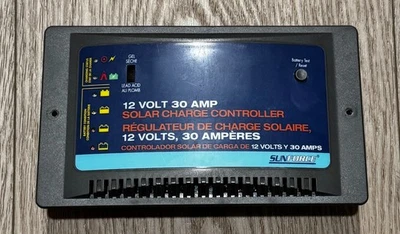 GEL
SÈCHE
LEAD ACID
AU PLOMB
Battery Test
/ Reset
12 VOLT 30 AMP
SOLAR CHARGE CONTROLLER
RÉGULATEUR DE CHARGE SOLAIRE,
12 VOLTS, 30 AMPÈRES
CONTROLADOR SOLAR DE CARGA DE 12 VOLTS Y 30 AMPS
SUNFORCE